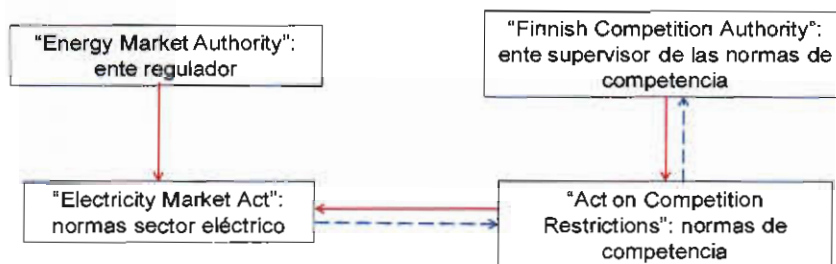 “Energy Market Authority”:
ente regulador
“Finnish Competition Authority”:
ente supervisor de las normas de
competencia
“Electricity Market Act”:
normas sector eléctrico
“Act on Competition
Restrictions”: normas de
competencia